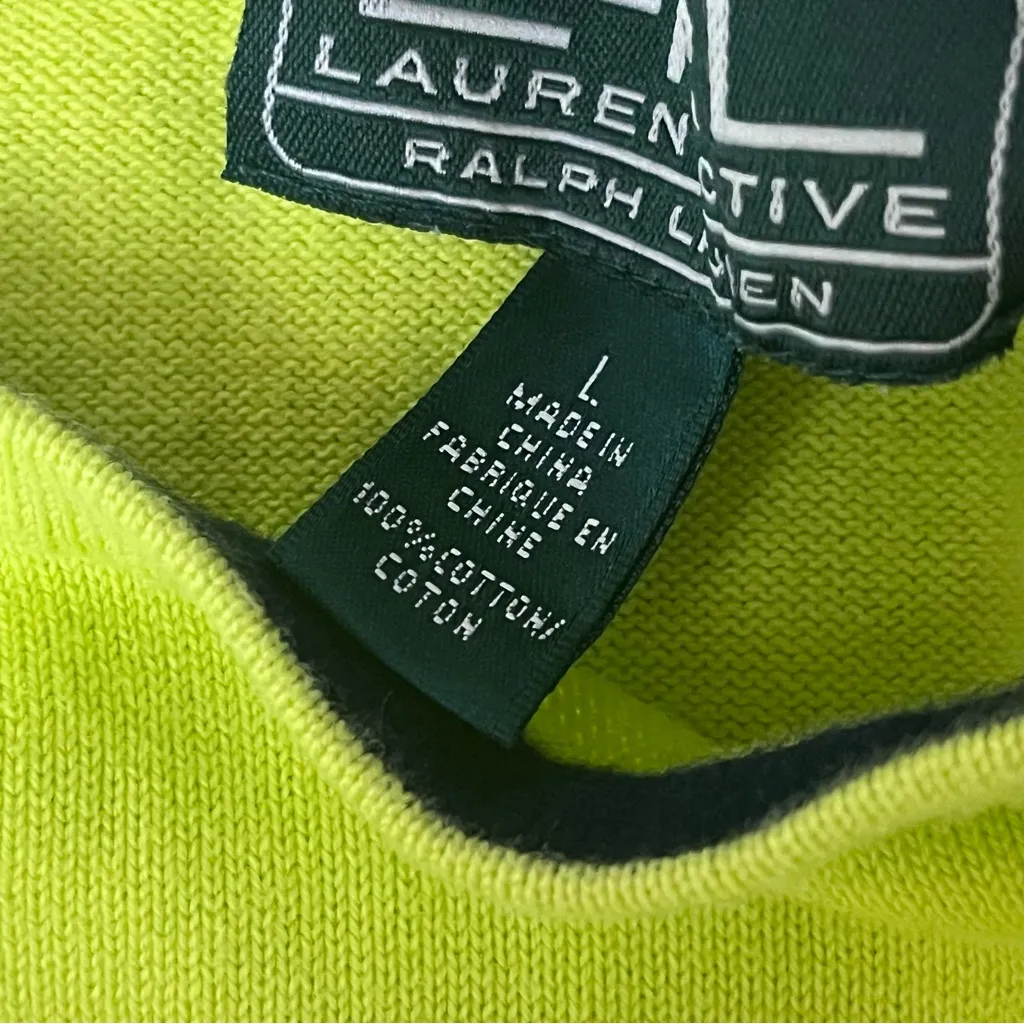 LAUREN CTIVE
RALPH L EN
L
MADE IN
CHINA
FABRIQUE EN
CHINE
100%COTTON/
COTON